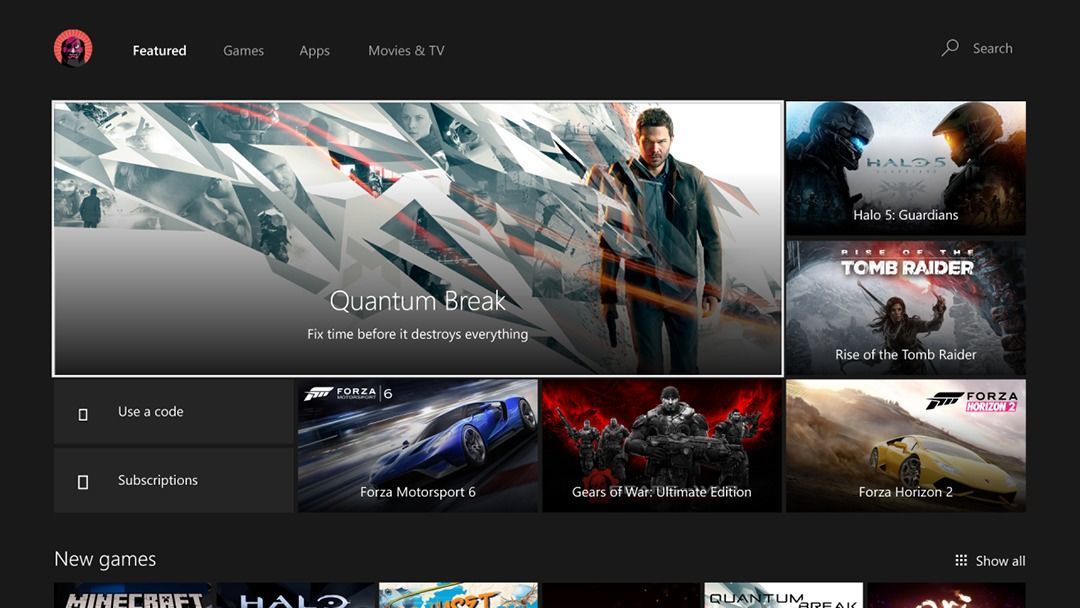 Featured
Games
Apps
Movies & TV
Search
Quantum Break
Fix time before it destroys everything
HALO 5
GUARDIANS
Halo 5: Guardians
RISE OF THE
TOMB RAIDER
Rise of the Tomb Raider
Use a code
Subscriptions
FORZA
MOTORSPORT 6
Forza Motorsport 6
Gears of War: Ultimate Edition
FORZA
HORIZON 2
Forza Horizon 2
New games
Show all
MINECRAFT
HALO
QUANTUM BREAK